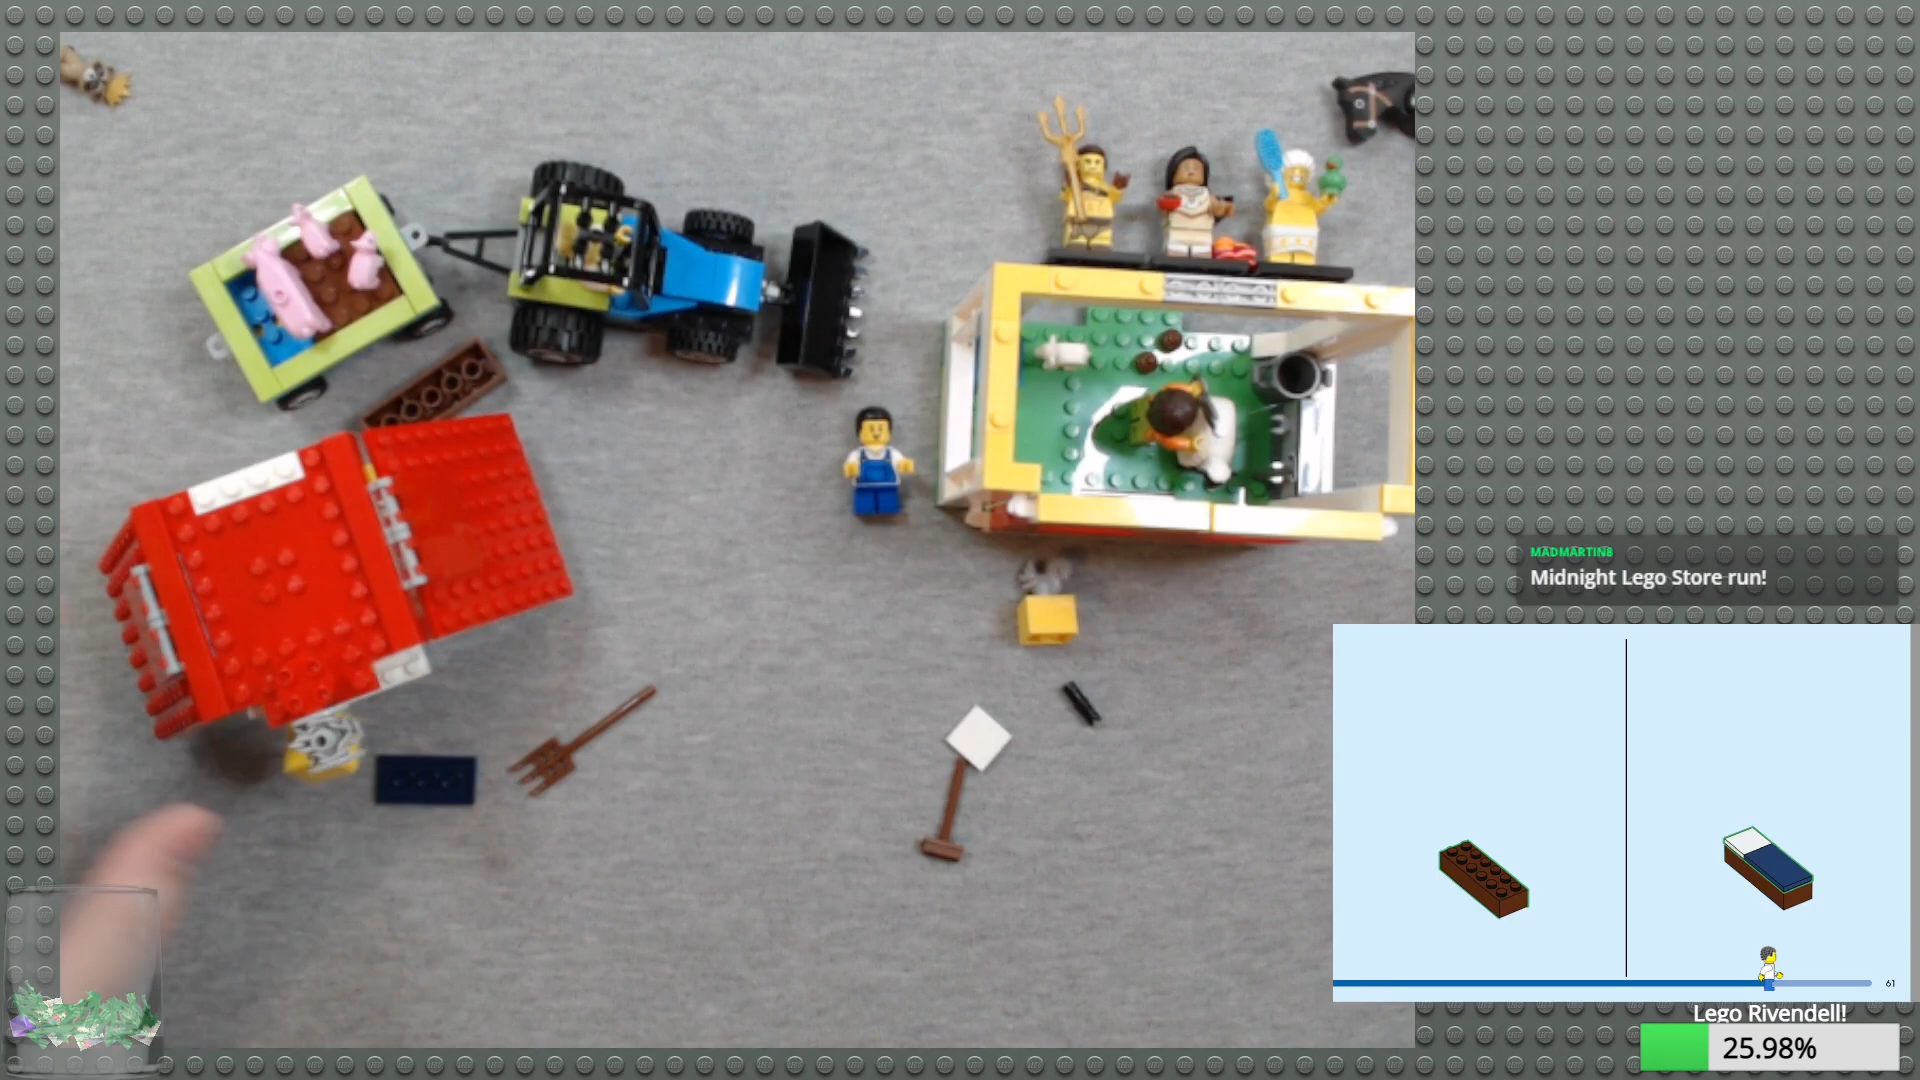 MADMARTIN8
Midnight Lego Store run!
61
Lego Rivendell!
25.98%